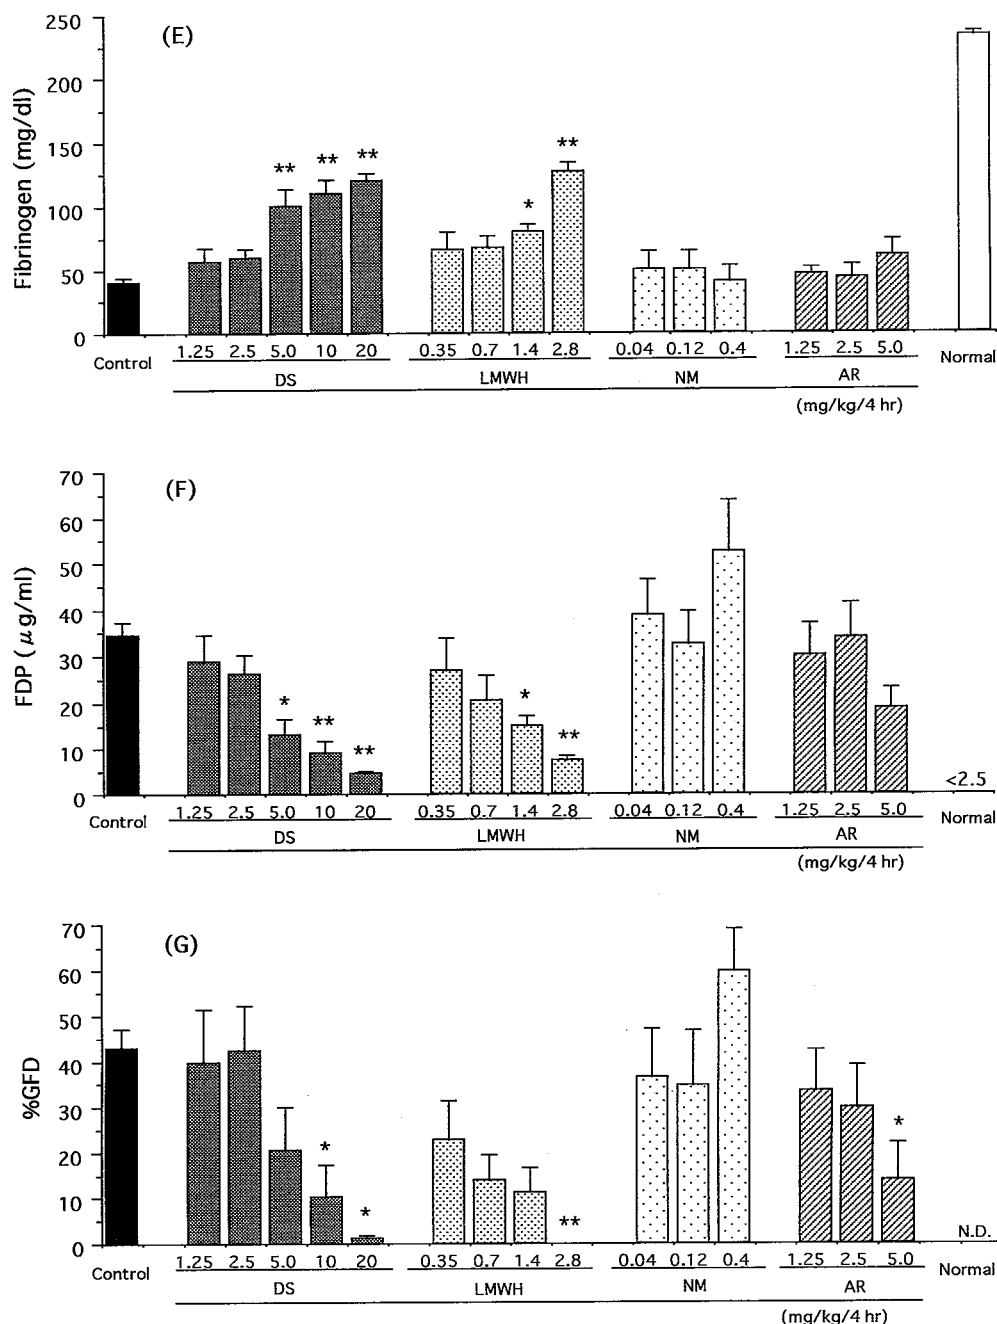 (E)
Fibrinogen (mg/dl)
250
200
150
100
50
0
** ** **
* **
Control
1.25 2.5 5.0 10 20
0.35 0.7 1.4 2.8
0.04 0.12 0.4
1.25 2.5 5.0
Normal
DS LMWH NM AR
(mg/kg/4 hr)
(F)
FDP (μg/ml)
70
60
50
40
30
20
10
0
* ** **
* **
<2.5
Control
1.25 2.5 5.0 10 20
0.35 0.7 1.4 2.8
0.04 0.12 0.4
1.25 2.5 5.0
Normal
DS LMWH NM AR
(mg/kg/4 hr)
(G)
%GFD
70
60
50
40
30
20
10
0
* *
**
*
N.D.
Control
1.25 2.5 5.0 10 20
0.35 0.7 1.4 2.8
0.04 0.12 0.4
1.25 2.5 5.0
Normal
DS LMWH NM AR
(mg/kg/4 hr)